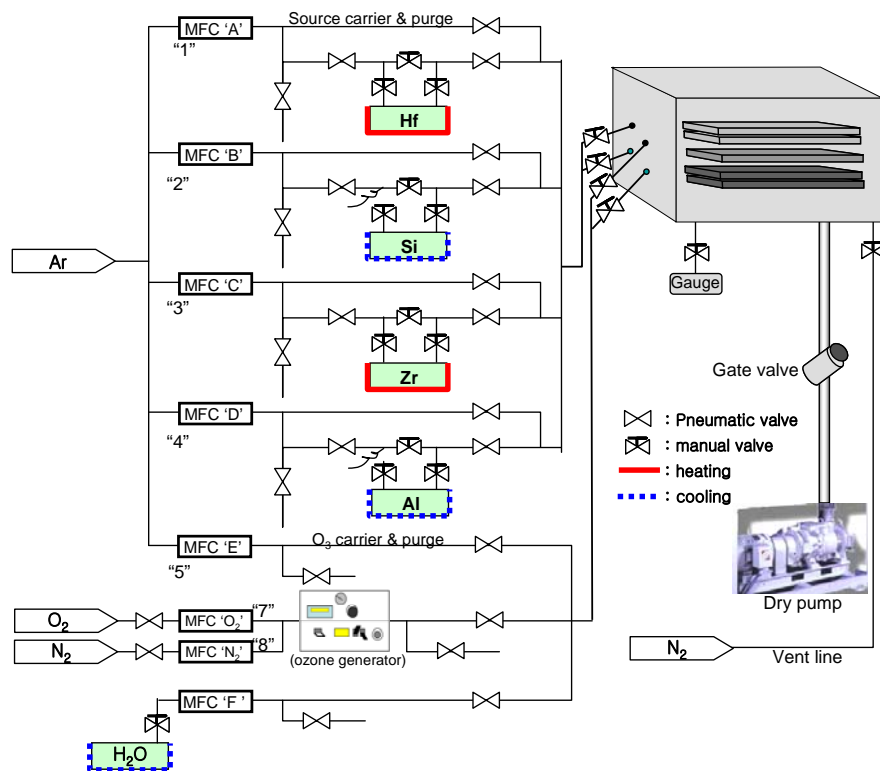 Source carrier & purge
MFC 'A'
"1"
Hf
MFC 'B'
"2"
Si
Ar
MFC 'C'
"3"
Zr
MFC 'D'
"4"
Al
MFC 'E'
O3 carrier & purge
"5"
O2
MFC 'O2'
"7"
N2
MFC 'N2'
"8"
(ozone generator)
MFC 'F'
H2O
Gauge
Gate valve
: Pneumatic valve
: manual valve
: heating
: cooling
Dry pump
N2
Vent line